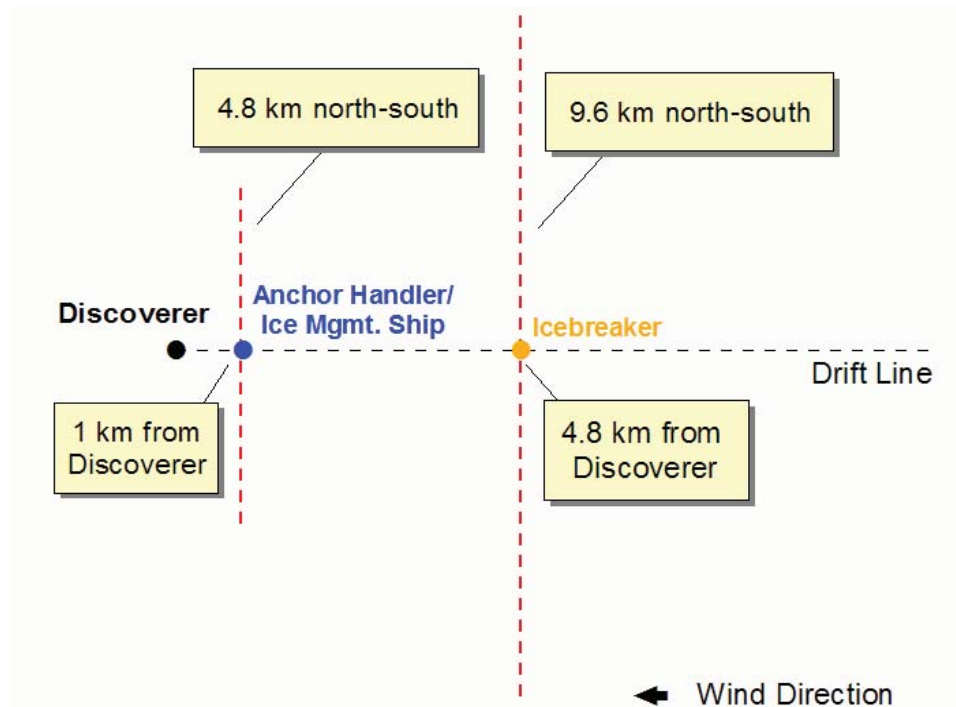 4.8 km north-south
9.6 km north-south
Discoverer
Anchor Handler/
Ice Mgmt. Ship
Icebreaker
Drift Line
1 km from
Discoverer
4.8 km from
Discoverer
Wind Direction